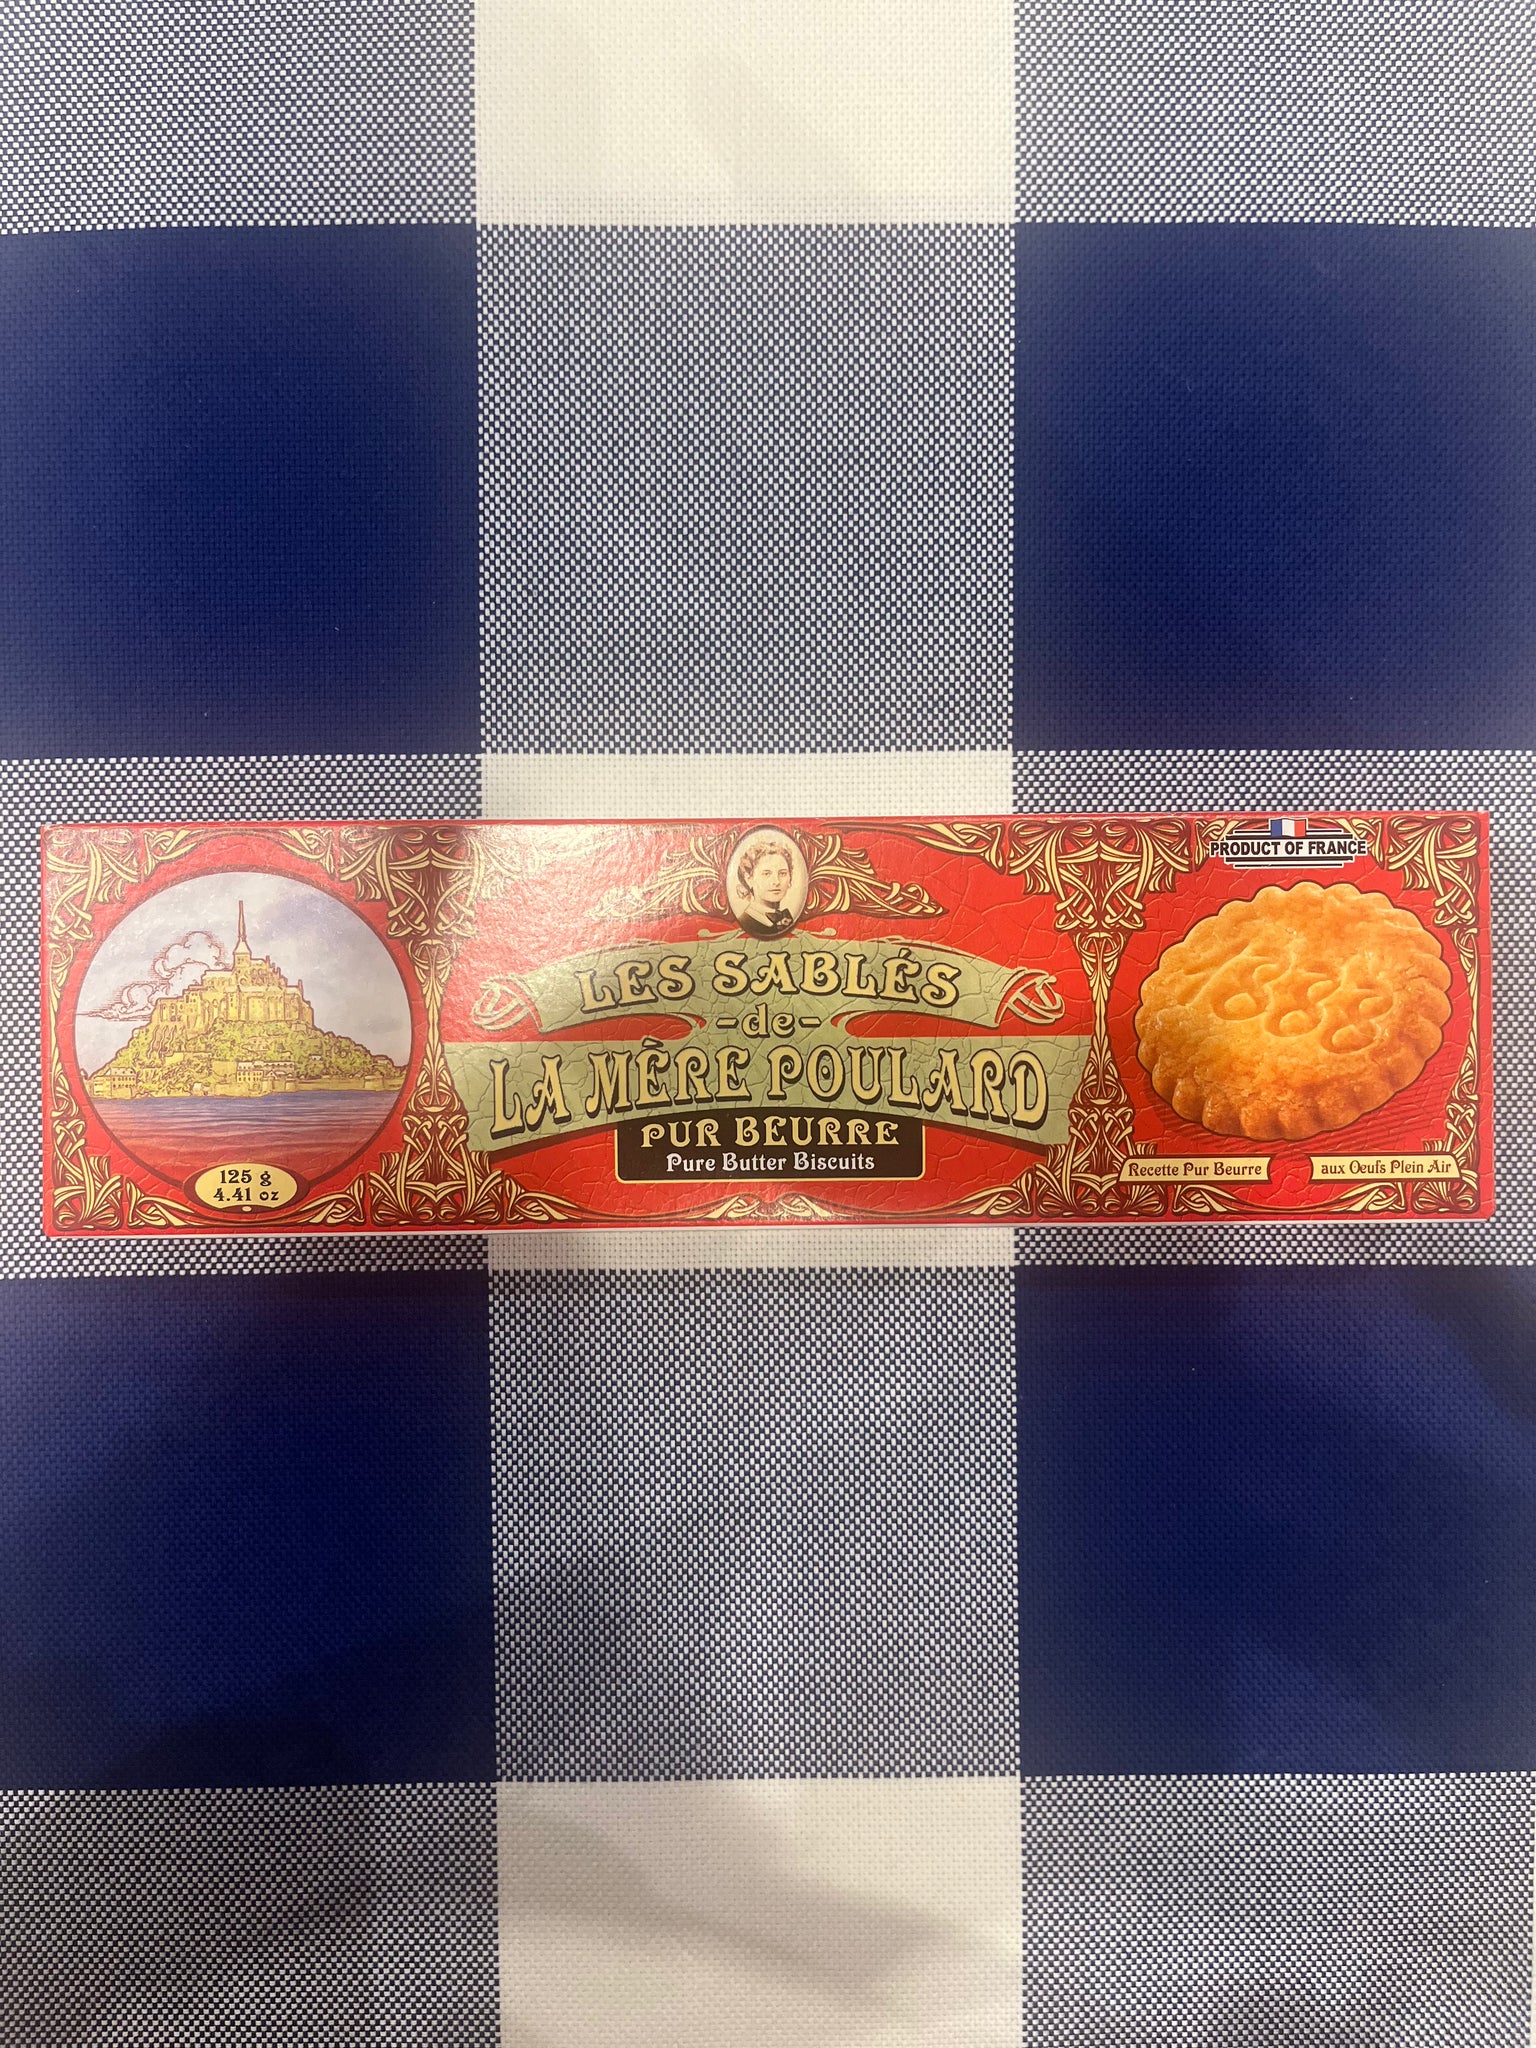 PRODUCT OF FRANCE
LES SABLÉS
-de-
LA MÈRE POULARD
PUR BEURRE
Pure Butter Biscuits
125 g
4.41 oz
Recette Pur Beurre
aux Oeufs Plein Air